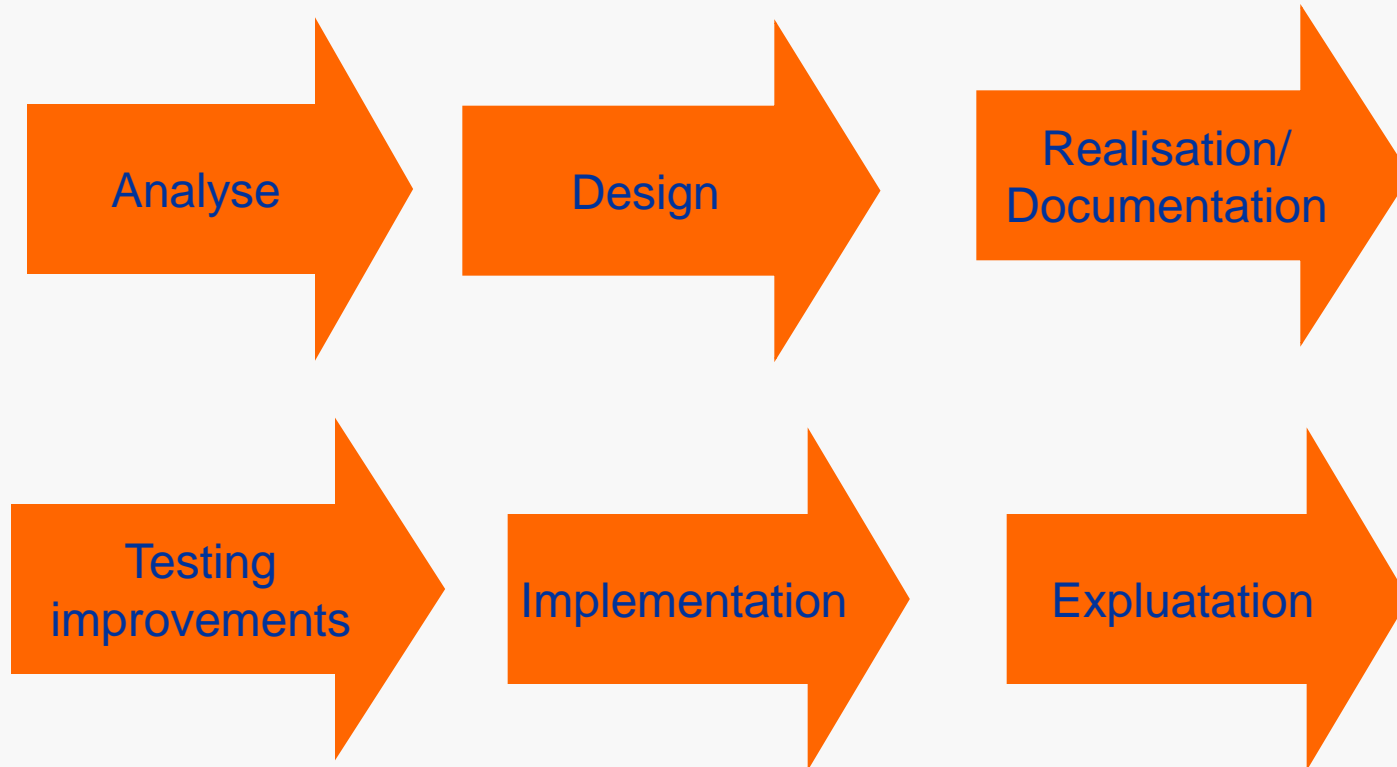 Analyse
Design
Realisation/
Documentation
Testing
improvements
Implementation
Expluatation